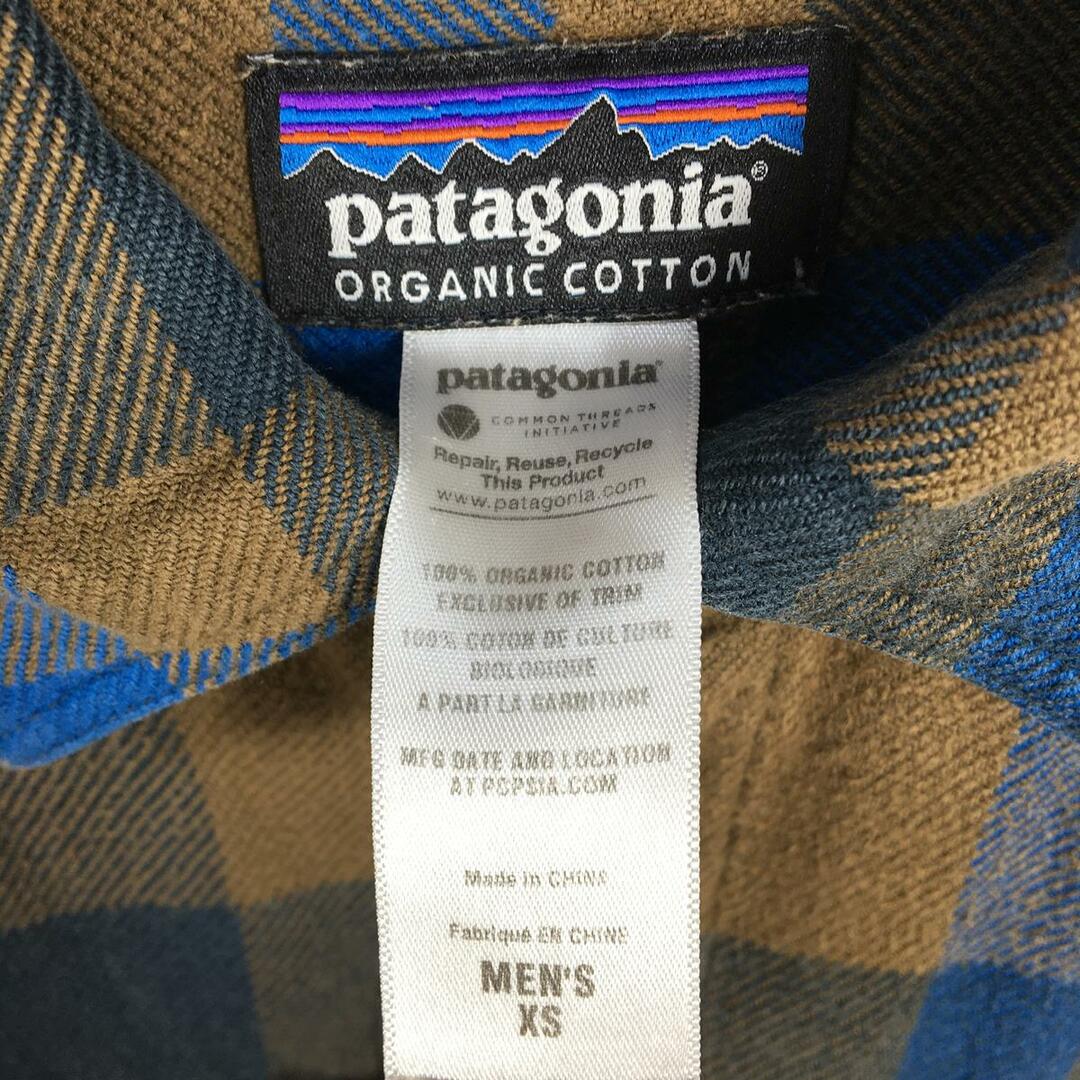 patagonia®
ORGANIC COTTON
patagonia®
COMMON THREADS
INITIATIVE
Repair, Reuse, Recycle
This Product
www.patagonia.com
100% ORGANIC COTTON
EXCLUSIVE OF TRIM
100% COTON DE CULTURE
BIOLOGIQUE
A PART LA GARNITURE
MFG DATE AND LOCATION
AT PCPSIA.COM
Made in CHINA
Fabriqué EN CHINE
MEN'S
XS